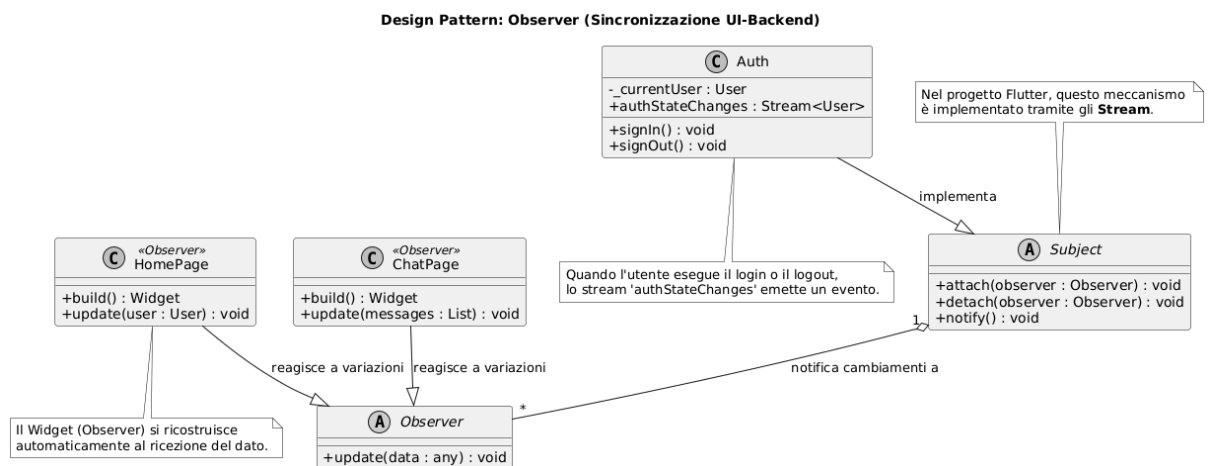 Design Pattern: Observer (Sincronizzazione UI-Backend)
C Auth
-_currentUser : User
+authStateChanges : Stream<User>
+signIn() : void
+signOut() : void
Nel progetto Flutter, questo meccanismo
è implementato tramite gli Stream.
implementa
«Observer»
C HomePage
+build() : Widget
+update(user : User) : void
«Observer»
C ChatPage
+build() : Widget
+update(messages : List) : void
Quando l'utente esegue il login o il logout,
lo stream 'authStateChanges' emette un evento.
A Subject
+attach(observer : Observer) : void
+detach(observer : Observer) : void
+notify() : void
1
reagisce a variazioni
reagisce a variazioni
notifica cambiamenti a
*
Il Widget (Observer) si ricostruisce
automaticamente al ricezione del dato.
A Observer
+update(data : any) : void